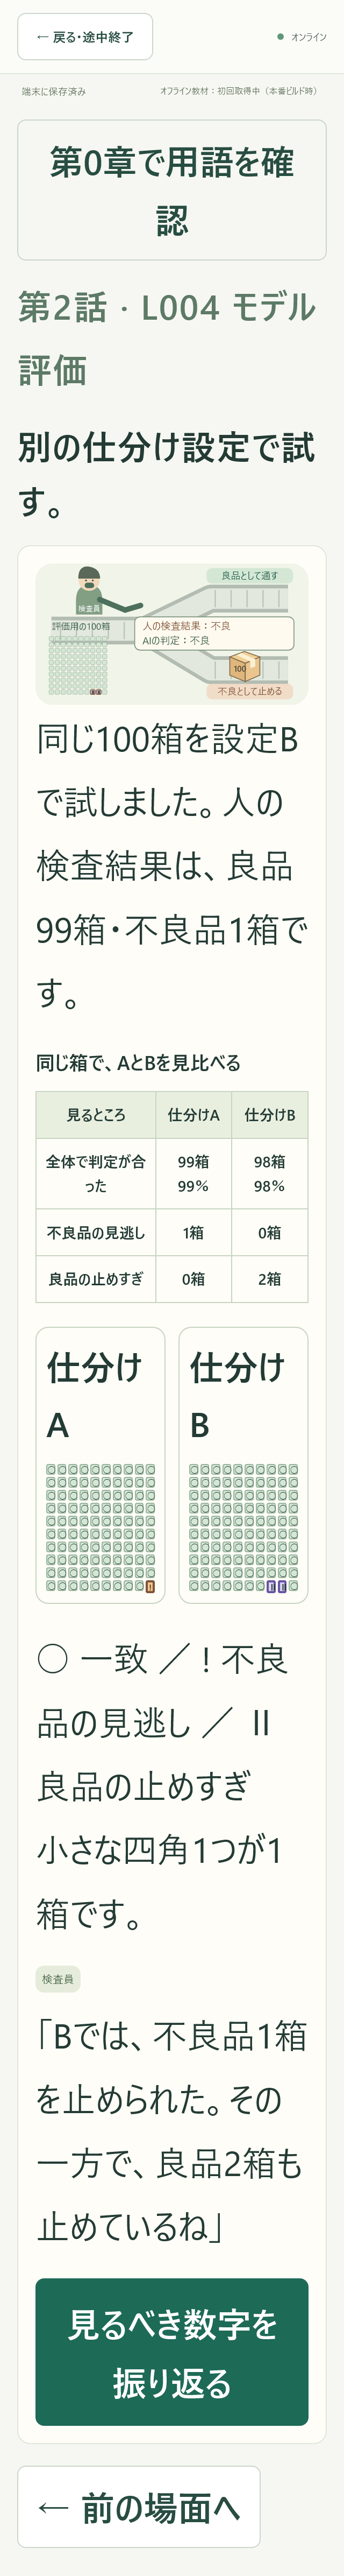 ← 戻る・途中終了
オンライン
端末に保存済み
オフライン教材：初回取得中（本番ビルド時）
第0章で用語を確
認
第2話 · L004 モデル
評価
別の仕分け設定で試
す。
検査員
良品として通す
評価用の100箱
人の検査結果：不良
AIの判定：不良
100
不良として止める
同じ100箱を設定B
で試しました。人の
検査結果は、良品
99箱・不良品1箱で
す。
同じ箱で、AとBを見比べる
見るところ 仕分けA 仕分けB
全体で判定が合 99箱 98箱
った 99% 98%
不良品の見逃し 1箱 0箱
良品の止めすぎ 0箱 2箱
仕分け
A
仕分け
B
○ 一致 ／ ! 不良
品の見逃し ／ Ⅱ
良品の止めすぎ
小さな四角1つが1
箱です。
検査員
「Bでは、不良品1箱
を止められた。その
一方で、良品2箱も
止めているね」
見るべき数字を
振り返る
← 前の場面へ